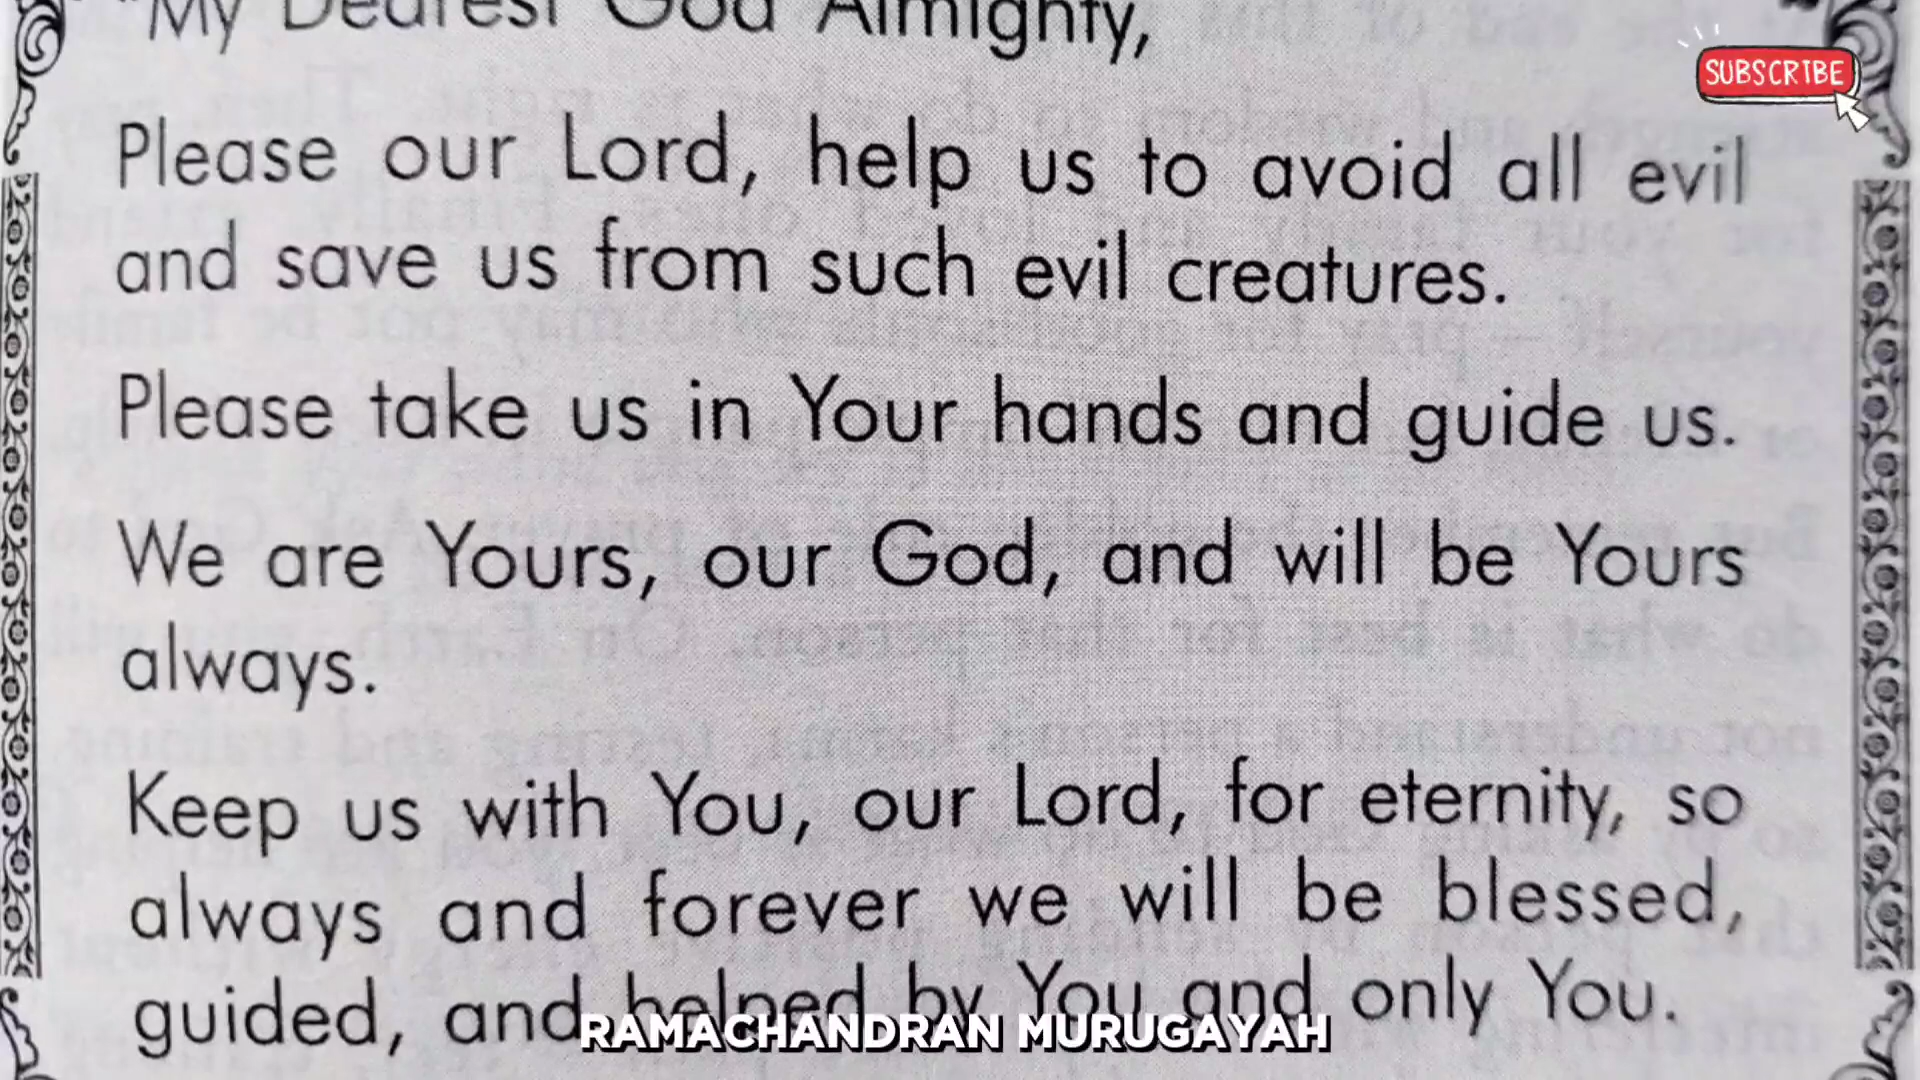 "My Dearest God Almighty,
SUBSCRIBE
Please our Lord, help us to avoid all evil
and save us from such evil creatures.
Please take us in Your hands and guide us.
We are Yours, our God, and will be Yours
always.
Keep us with You, our Lord, for eternity, so
always and forever we will be blessed,
guided, and helped by You and only You.
RAMACHANDRAN MURUGAYAH